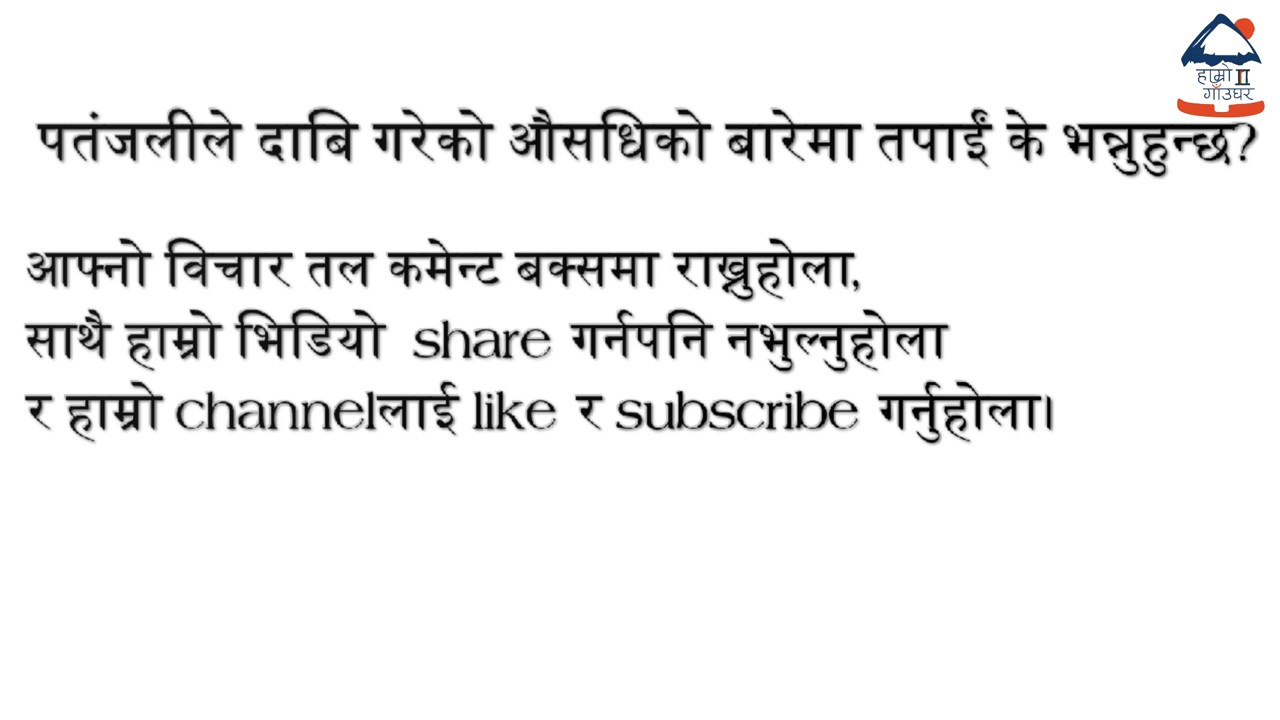 हाम्रो
गाँउघर
पतंजलीले दाबि गरेको औसधिको बारेमा तपाईं के भन्नुहुन्छ?
आफ्नो विचार तल कमेन्ट बक्समा राख्नुहोला,
साथै हाम्रो भिडियो share गर्नपनि नभुल्नुहोला
र हाम्रो channelलाई like र subscribe गर्नुहोला।